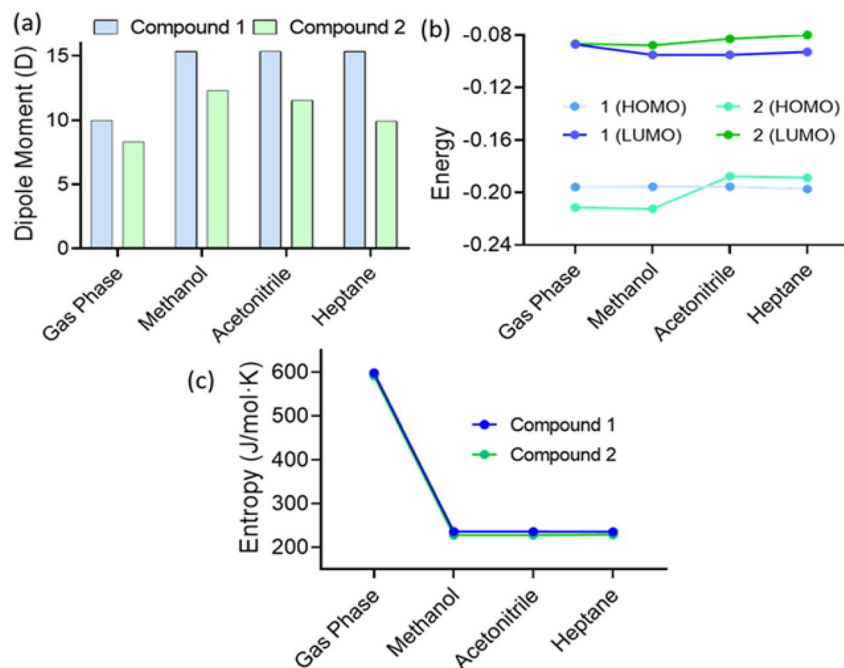 (a)
Compound 1
Compound 2
Dipole Moment (D)
15
10
5
0
Gas Phase
Methanol
Acetonitrile
Heptane
(b)
-0.08
-0.12
-0.16
-0.20
-0.24
Energy
1 (HOMO)
2 (HOMO)
1 (LUMO)
2 (LUMO)
Gas Phase
Methanol
Acetonitrile
Heptane
(c)
Entropy (J/mol·K)
600
500
400
300
200
Compound 1
Compound 2
Gas Phase
Methanol
Acetonitrile
Heptane